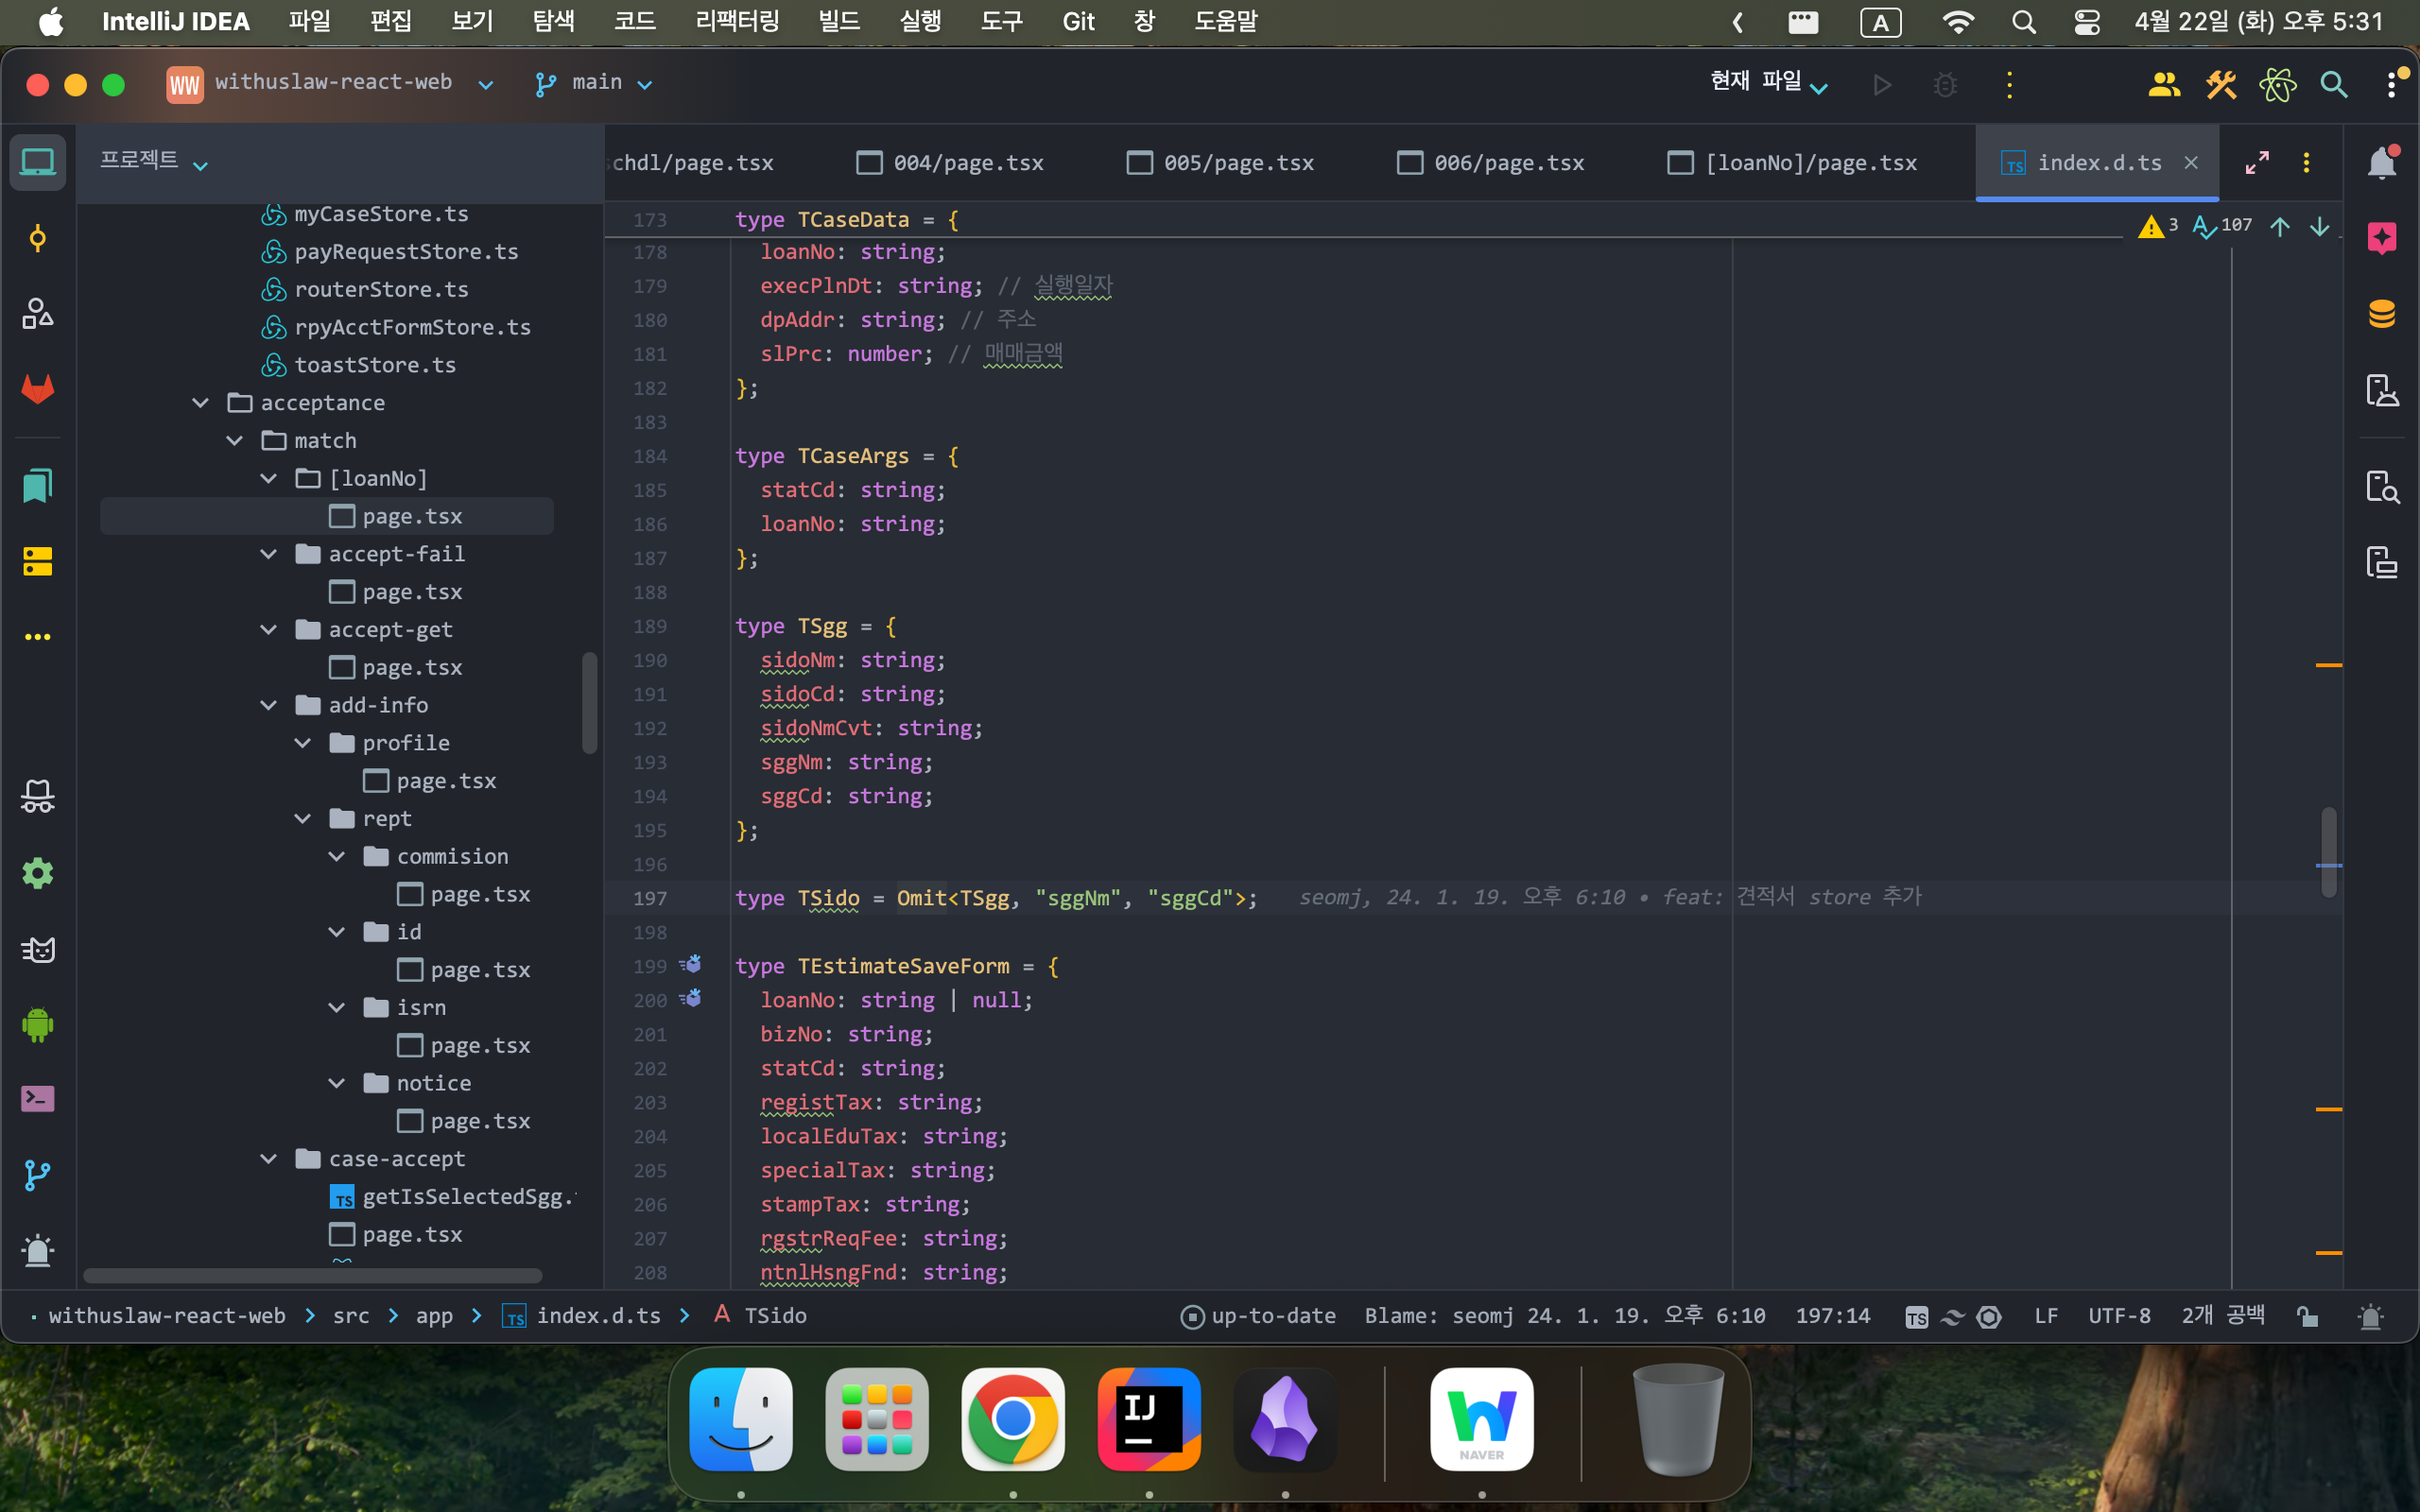 IntelliJ IDEA 파일 편집 보기 탐색 코드 리팩터링 빌드 실행 도구 Git 창 도움말 A 4월 22일 (화) 오후 5:31
WW withuslaw-react-web main 현재 파일
프로젝트
chdl/page.tsx 004/page.tsx 005/page.tsx 006/page.tsx [loanNo]/page.tsx TS index.d.ts
myCaseStore.ts
payRequestStore.ts
routerStore.ts
rpyAcctFormStore.ts
toastStore.ts
acceptance
match
[loanNo]
page.tsx
accept-fail
page.tsx
accept-get
page.tsx
add-info
profile
page.tsx
rept
commision
page.tsx
id
page.tsx
isrn
page.tsx
notice
page.tsx
case-accept
TS getIsSelectedSgg.
page.tsx
3 107
173 type TCaseData = {
178 loanNo: string;
179 execPlnDt: string; // 실행일자
180 dpAddr: string; // 주소
181 slPrc: number; // 매매금액
182 };
183
184 type TCaseArgs = {
185 statCd: string;
186 loanNo: string;
187 };
188
189 type TSgg = {
190 sidoNm: string;
191 sidoCd: string;
192 sidoNmCvt: string;
193 sggNm: string;
194 sggCd: string;
195 };
196
197 type TSido = Omit<TSgg, "sggNm", "sggCd">; seomj, 24. 1. 19. 오후 6:10 • feat: 견적서 store 추가
198
199 type TEstimateSaveForm = {
200 loanNo: string | null;
201 bizNo: string;
202 statCd: string;
203 registTax: string;
204 localEduTax: string;
205 specialTax: string;
206 stampTax: string;
207 rgstrReqFee: string;
208 ntnlHsngFnd: string;
withuslaw-react-web src app TS index.d.ts A TSido up-to-date Blame: seomj 24. 1. 19. 오후 6:10 197:14 TS LF UTF-8 2개 공백
IJ
NAVER